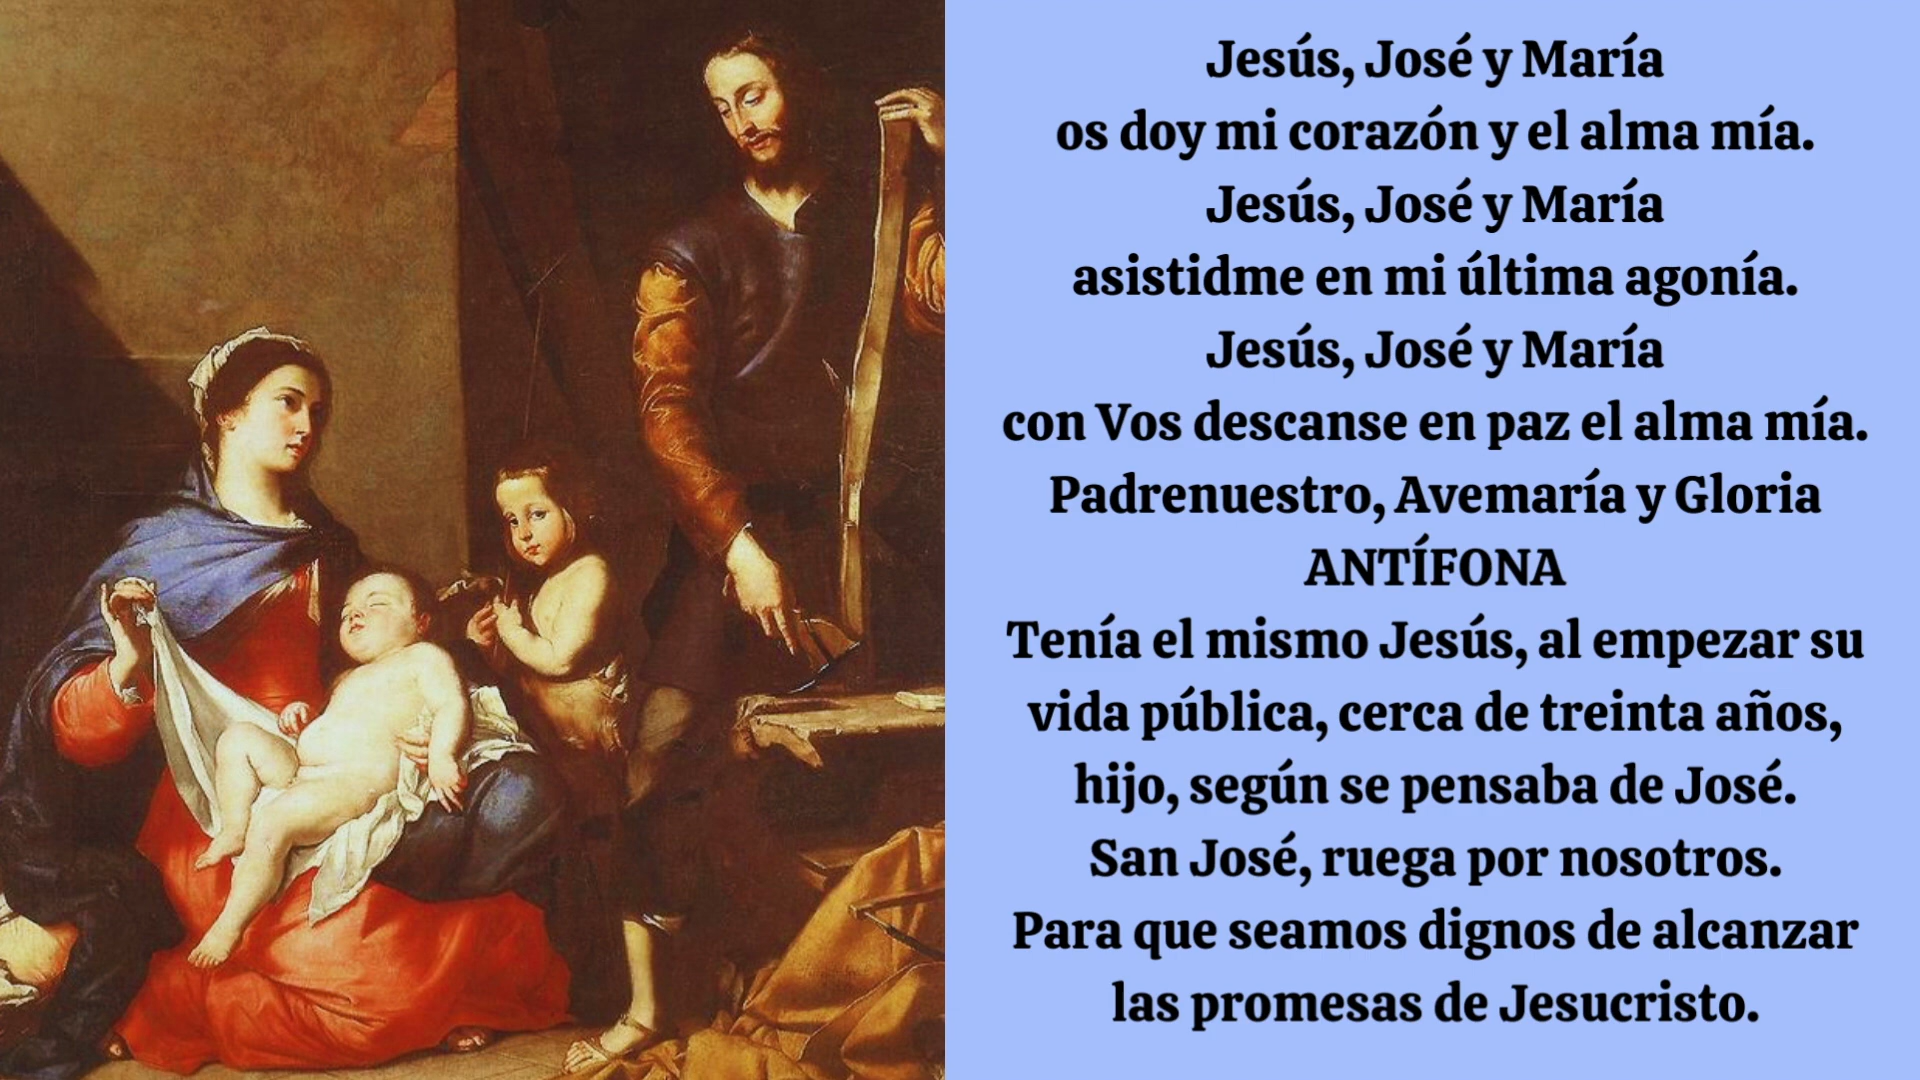 Jesús, José y María
os doy mi corazón y el alma mía.
Jesús, José y María
asistidme en mi última agonía.
Jesús, José y María
con Vos descanse en paz el alma mía.
Padrenuestro, Avemaría y Gloria
ANTÍFONA
Tenía el mismo Jesús, al empezar su
vida pública, cerca de treinta años,
hijo, según se pensaba de José.
San José, ruega por nosotros.
Para que seamos dignos de alcanzar
las promesas de Jesucristo.